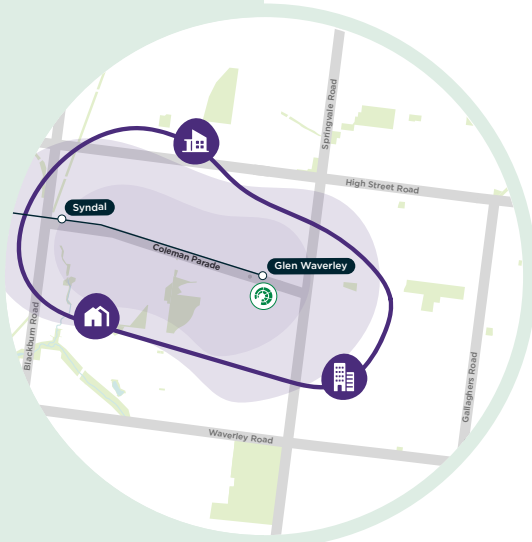 Springvale Road
High Street Road
Syndal
Coleman Parade
Glen Waverley
Blackburn Road
Gallaghers Road
Waverley Road